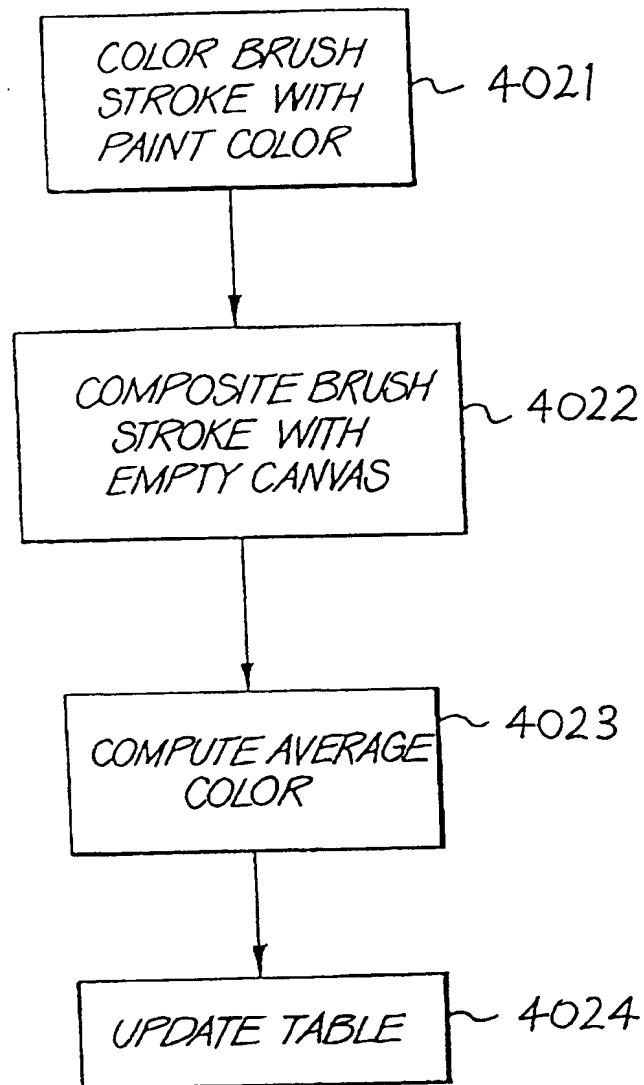 COLOR BRUSH
STROKE WITH
PAINT COLOR
4021
COMPOSITE BRUSH
STROKE WITH
EMPTY CANVAS
4022
COMPUTE AVERAGE
COLOR
4023
UPDATE TABLE
4024